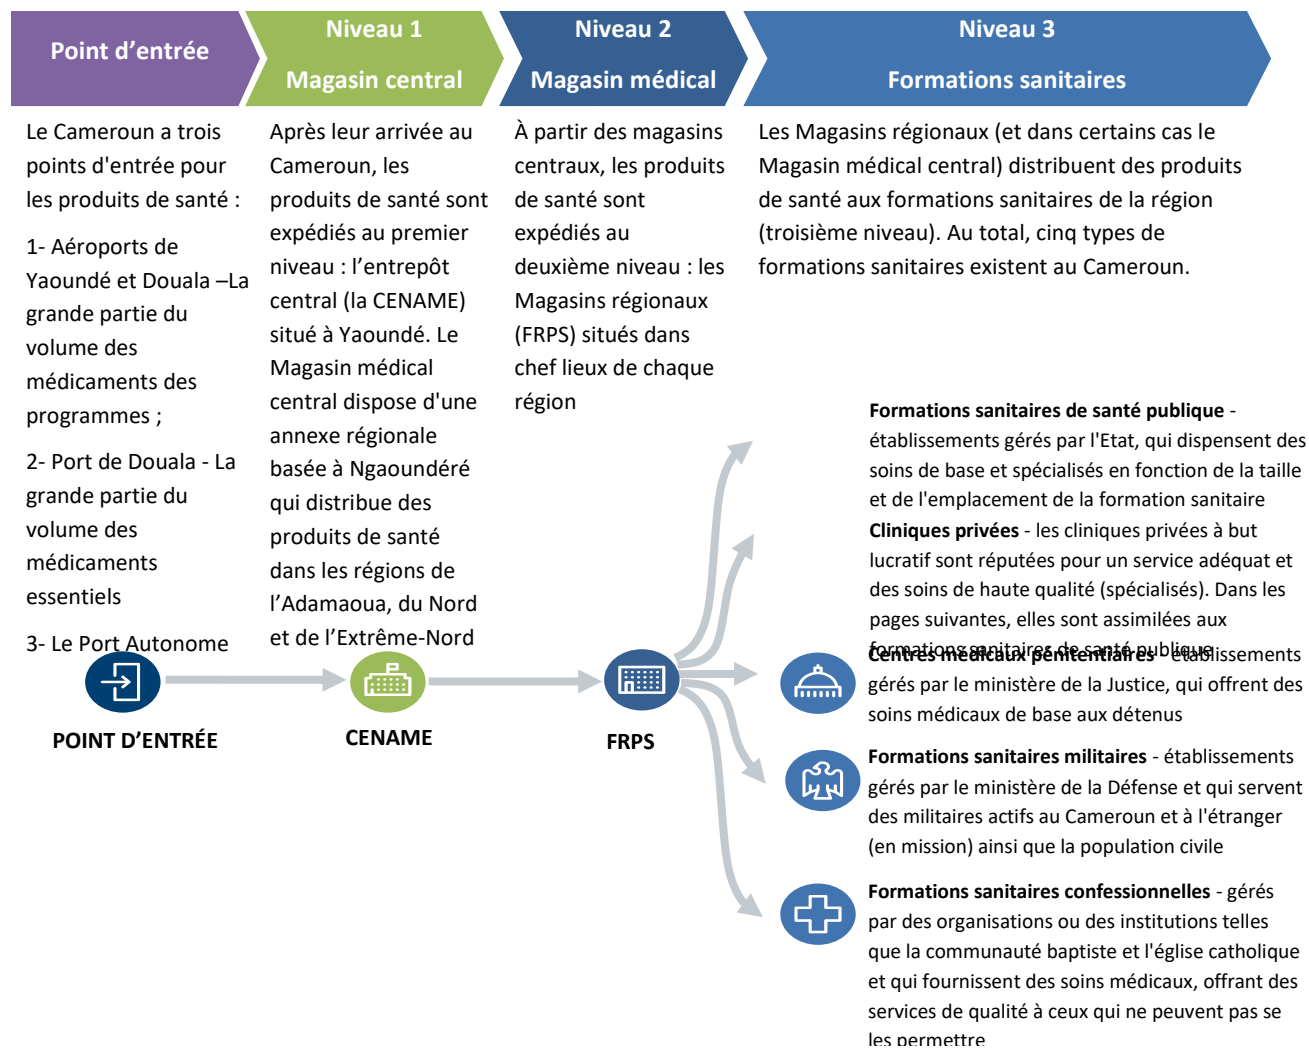 Point d’entrée
Niveau 1
Magasin central
Niveau 2
Magasin médical
Niveau 3
Formations sanitaires
Le Cameroun a trois
points d'entrée pour
les produits de santé :
1- Aéroports de
Yaoundé et Douala –La
grande partie du
volume des
médicaments des
programmes ;
2- Port de Douala - La
grande partie du
volume des
médicaments
essentiels
3- Le Port Autonome
Après leur arrivée au
Cameroun, les
produits de santé sont
expédiés au premier
niveau : l’entrepôt
central (la CENAME)
situé à Yaoundé. Le
Magasin médical
central dispose d'une
annexe régionale
basée à Ngaoundéré
qui distribue des
produits de santé
dans les régions de
l’Adamaoua, du Nord
et de l’Extrême-Nord
À partir des magasins
centraux, les produits
de santé sont
expédiés au
deuxième niveau : les
Magasins régionaux
(FRPS) situés dans
chef lieux de chaque
région
Les Magasins régionaux (et dans certains cas le
Magasin médical central) distribuent des produits
de santé aux formations sanitaires de la région
(troisième niveau). Au total, cinq types de
formations sanitaires existent au Cameroun.
Formations sanitaires de santé publique -
établissements gérés par l'Etat, qui dispensent des
soins de base et spécialisés en fonction de la taille
et de l'emplacement de la formation sanitaire
Cliniques privées - les cliniques privées à but
lucratif sont réputées pour un service adéquat et
des soins de haute qualité (spécialisés). Dans les
pages suivantes, elles sont assimilées aux
formations sanitaires de santé publique
Centres médicaux pénitentiaires - établissements
gérés par le ministère de la Justice, qui offrent des
soins médicaux de base aux détenus
Formations sanitaires militaires - établissements
gérés par le ministère de la Défense et qui servent
des militaires actifs au Cameroun et à l'étranger
(en mission) ainsi que la population civile
Formations sanitaires confessionnelles - gérés
par des organisations ou des institutions telles
que la communauté baptiste et l'église catholique
et qui fournissent des soins médicaux, offrant des
services de qualité à ceux qui ne peuvent pas se
les permettre
POINT D’ENTRÉE
CENAME
FRPS